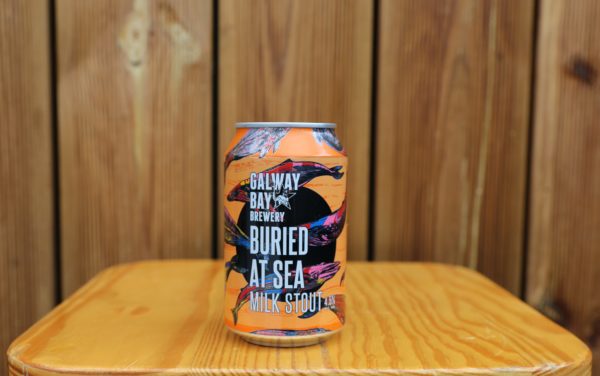 GALWAY
BAY
BREWERY
BURIED
AT SEA
MILK STOUT